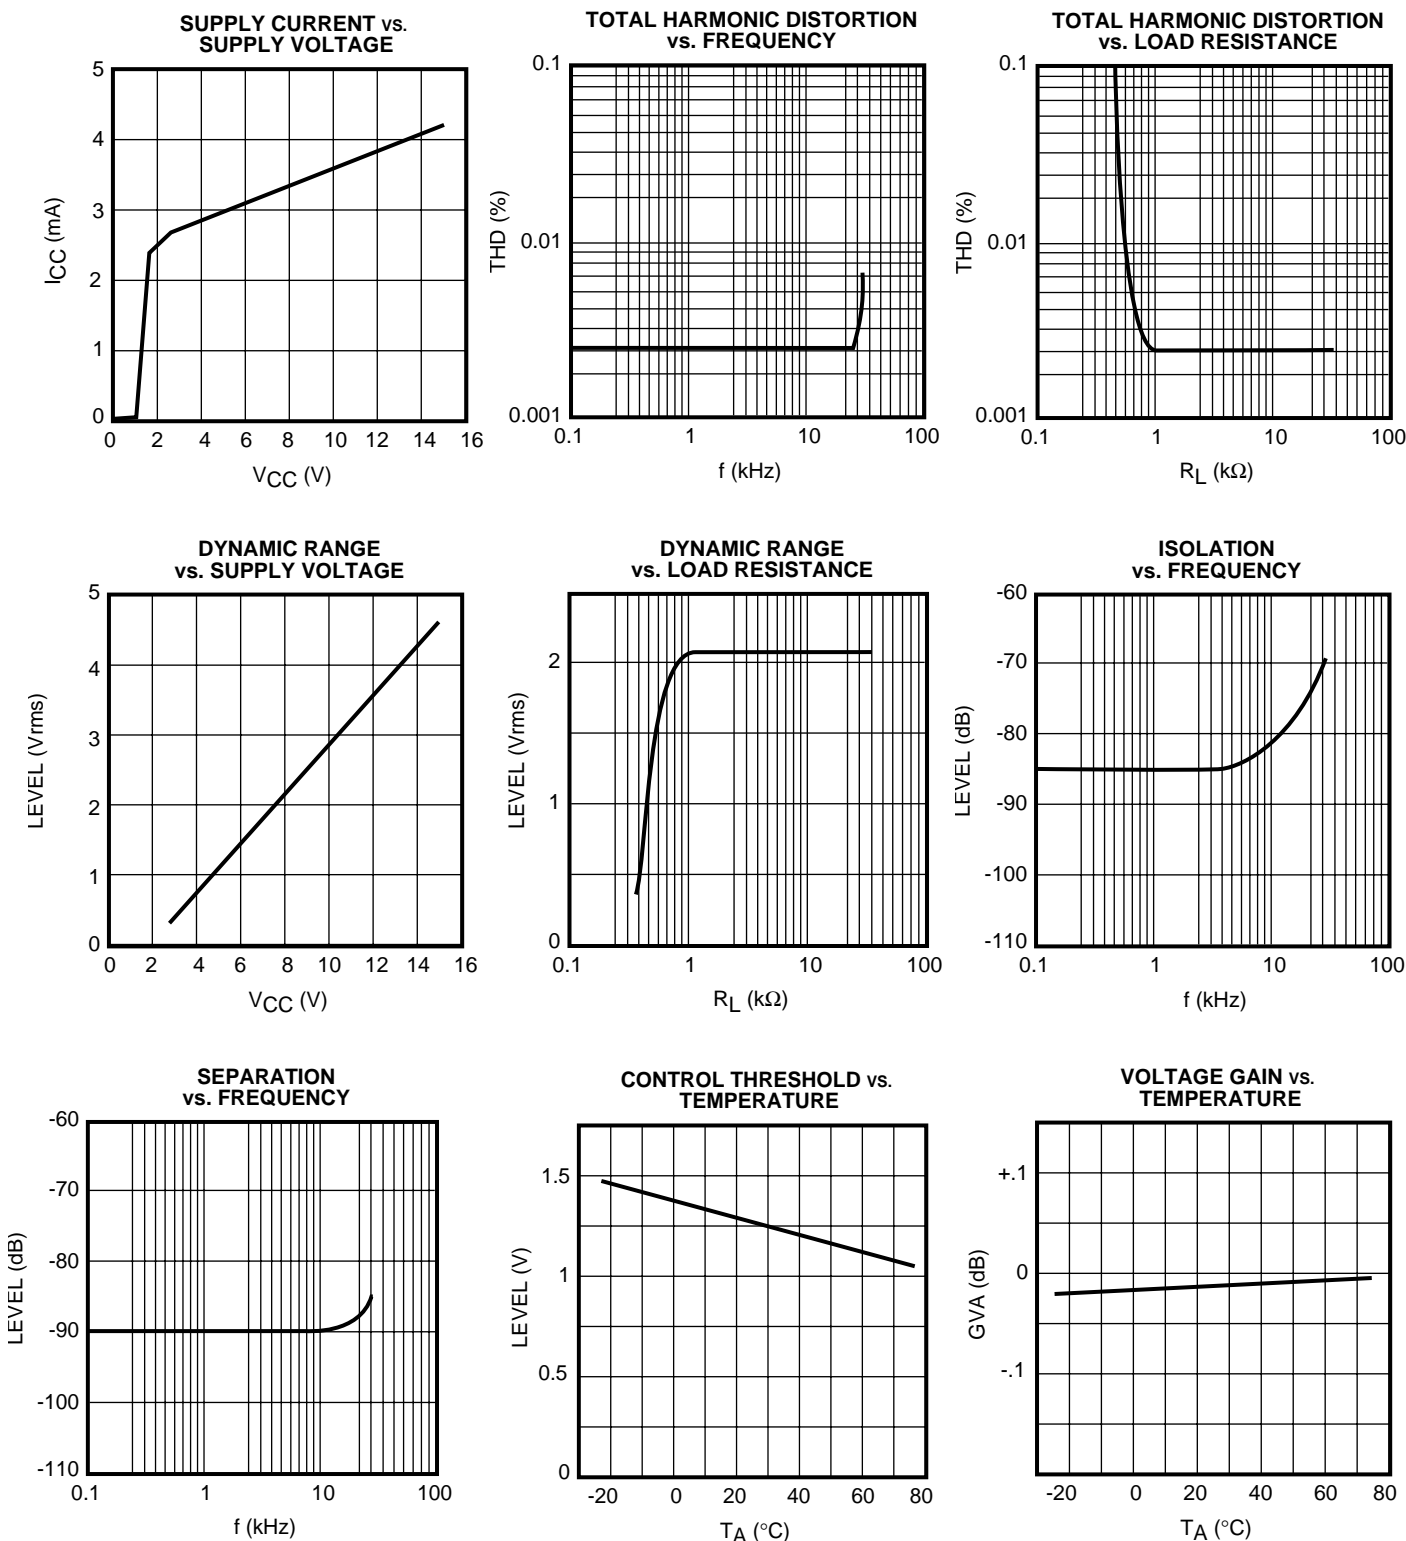 SUPPLY CURRENT vs.
SUPPLY VOLTAGE
5
4
3
2
1
0
ICC (mA)
0 2 4 6 8 10 12 14 16
VCC (V)
TOTAL HARMONIC DISTORTION
vs. FREQUENCY
0.1
0.01
0.001
THD (%)
0.1 1 10 100
f (kHz)
TOTAL HARMONIC DISTORTION
vs. LOAD RESISTANCE
0.1
0.01
0.001
THD (%)
0.1 1 10 100
RL (kΩ)
DYNAMIC RANGE
vs. SUPPLY VOLTAGE
5
4
3
2
1
0
LEVEL (Vrms)
0 2 4 6 8 10 12 14 16
VCC (V)
DYNAMIC RANGE
vs. LOAD RESISTANCE
2
1
0
LEVEL (Vrms)
0.1 1 10 100
RL (kΩ)
ISOLATION
vs. FREQUENCY
-60
-70
-80
-90
-100
-110
LEVEL (dB)
0.1 1 10 100
f (kHz)
SEPARATION
vs. FREQUENCY
-60
-70
-80
-90
-100
-110
LEVEL (dB)
0.1 1 10 100
f (kHz)
CONTROL THRESHOLD vs.
TEMPERATURE
1.5
1
0.5
0
LEVEL (V)
-20 0 20 40 60 80
TA (°C)
VOLTAGE GAIN vs.
TEMPERATURE
+.1
0
-.1
GVA (dB)
-20 0 20 40 60 80
TA (°C)